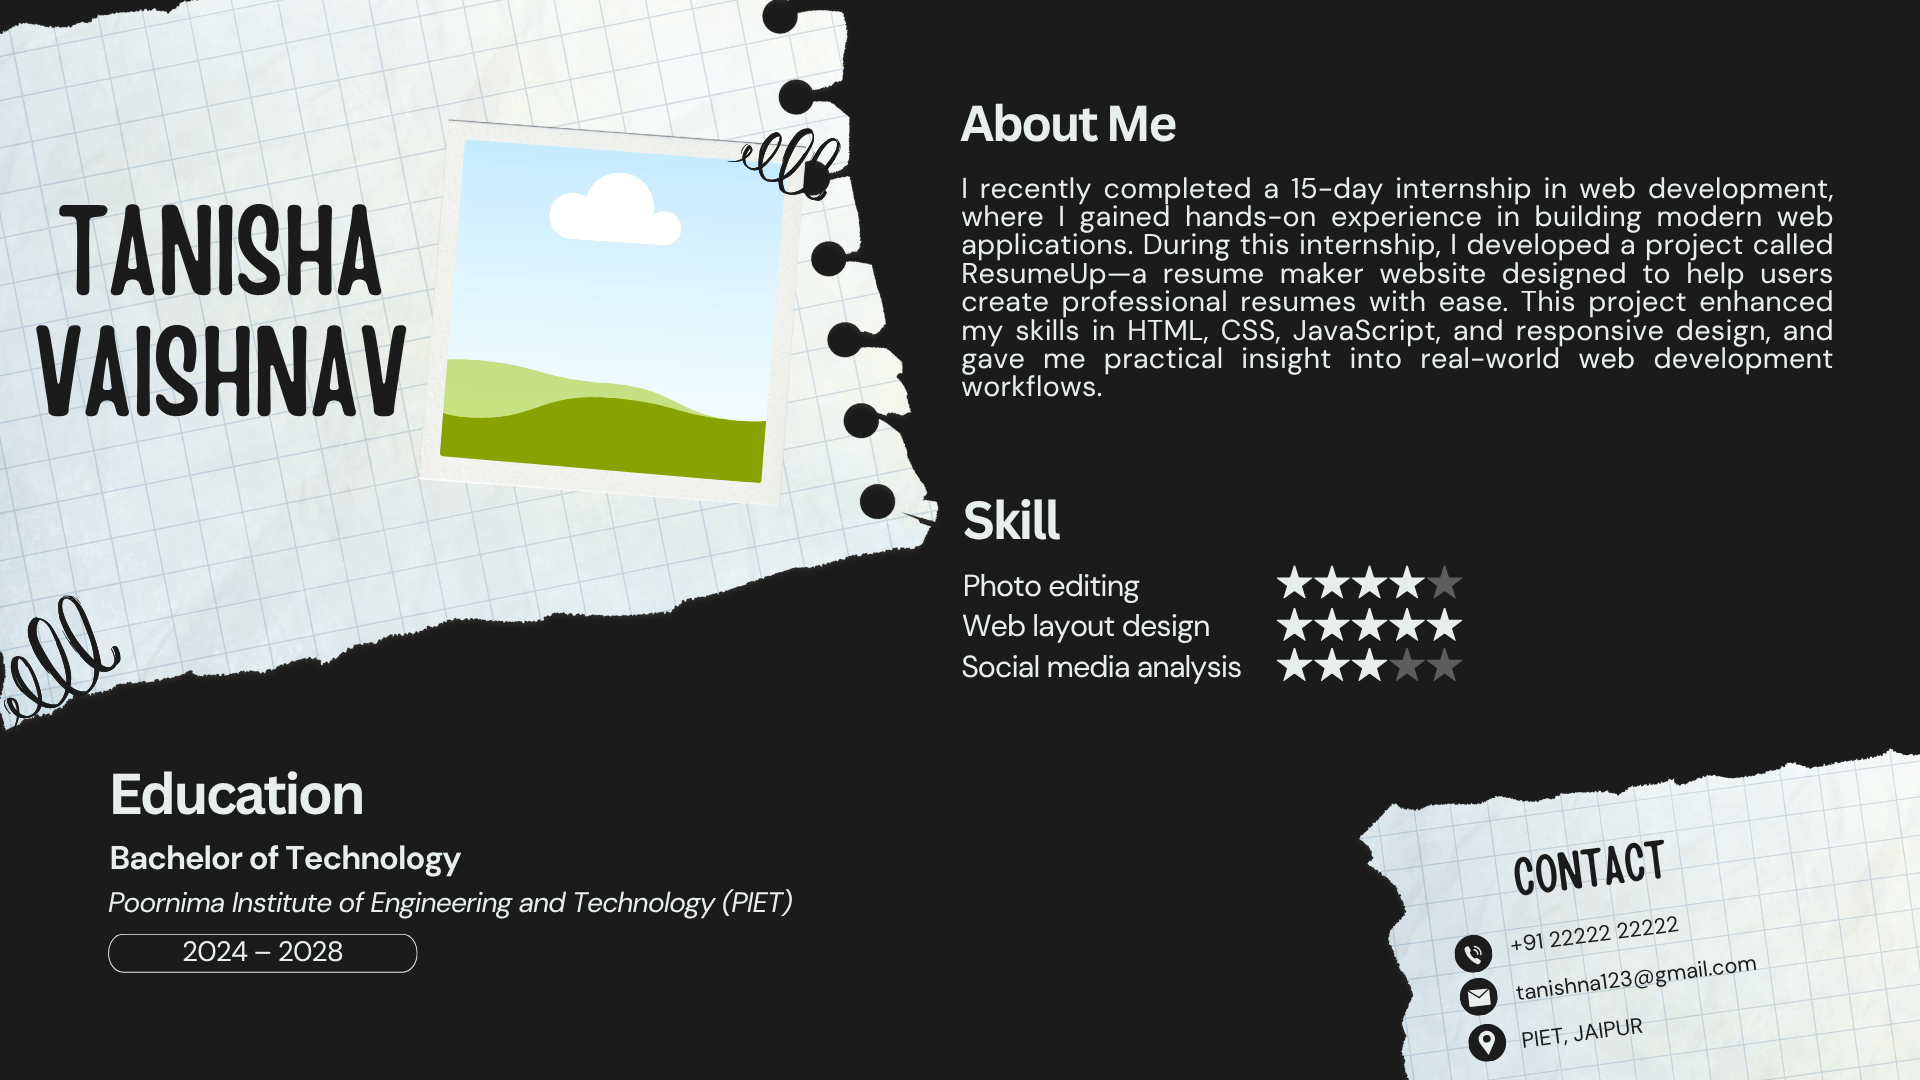 TANISHA
VAISHNAV
About Me
I recently completed a 15-day internship in web development,
where I gained hands-on experience in building modern web
applications. During this internship, I developed a project called
ResumeUp—a resume maker website designed to help users
create professional resumes with ease. This project enhanced
my skills in HTML, CSS, JavaScript, and responsive design, and
gave me practical insight into real-world web development
workflows.
Skill
Photo editing
Web layout design
Social media analysis
Education
Bachelor of Technology
Poornima Institute of Engineering and Technology (PIET)
2024 – 2028
CONTACT
+91 22222 22222
tanishna123@gmail.com
PIET, JAIPUR